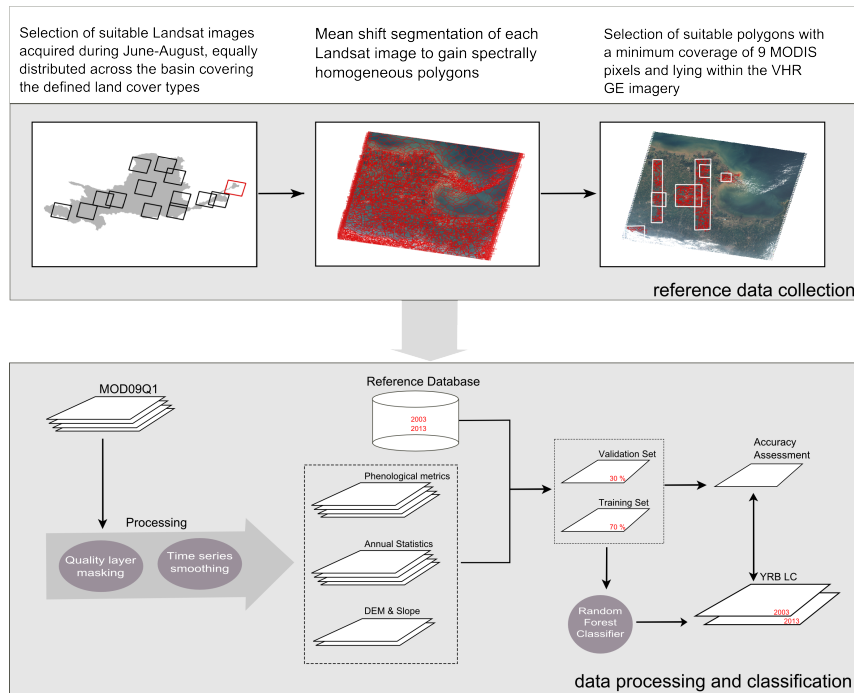 Selection of suitable Landsat images
acquired during June-August, equally
distributed across the basin covering
the defined land cover types
Mean shift segmentation of each
Landsat image to gain spectrally
homogeneous polygons
Selection of suitable polygons with
a minimum coverage of 9 MODIS
pixels and lying within the VHR
GE imagery
reference data collection
MOD09Q1
Processing
Quality layer
masking
Time series
smoothing
Reference Database
2003
2013
Phenological metrics
Annual Statistics
DEM & Slope
Validation Set
30 %
Training Set
70 %
Accuracy
Assessment
Random
Forest
Classifier
YRB LC
2003
2013
data processing and classification